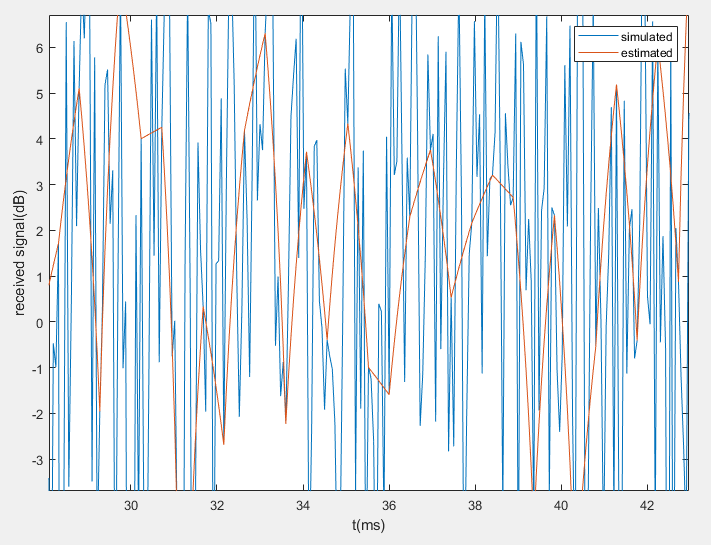 simulated
estimated
6
5
4
3
2
1
0
-1
-2
-3
received signal(dB)
30 32 34 36 38 40 42
t(ms)